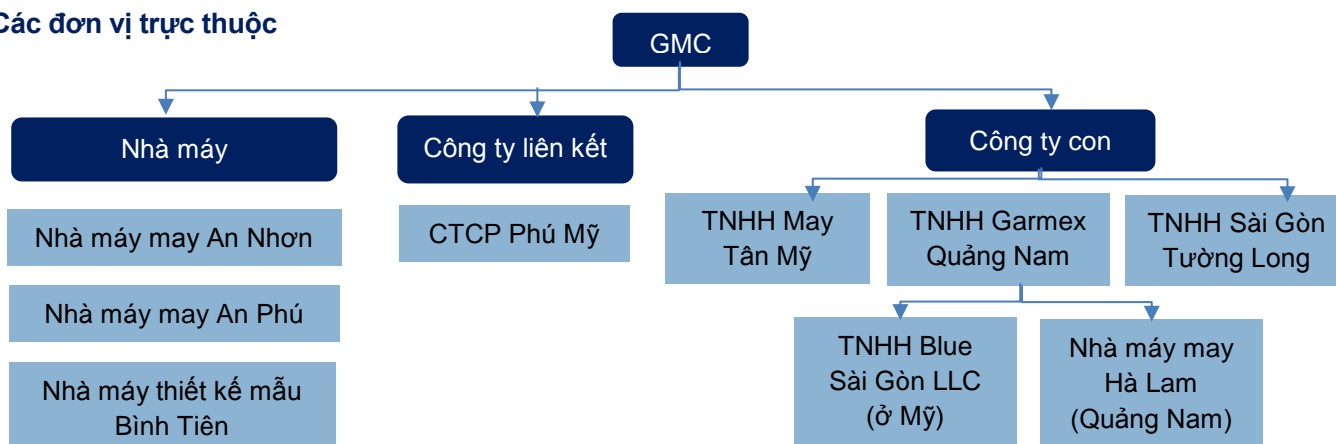 Các đơn vị trực thuộc
GMC
Nhà máy
Công ty liên kết
Công ty con
Nhà máy may An Nhơn
Nhà máy may An Phú
Nhà máy thiết kế mẫu
Bình Tiên
CTCP Phú Mỹ
TNHH May
Tân Mỹ
TNHH Garmex
Quảng Nam
TNHH Sài Gòn
Tường Long
TNHH Blue
Sài Gòn LLC
(ở Mỹ)
Nhà máy may
Hà Lam
(Quảng Nam)